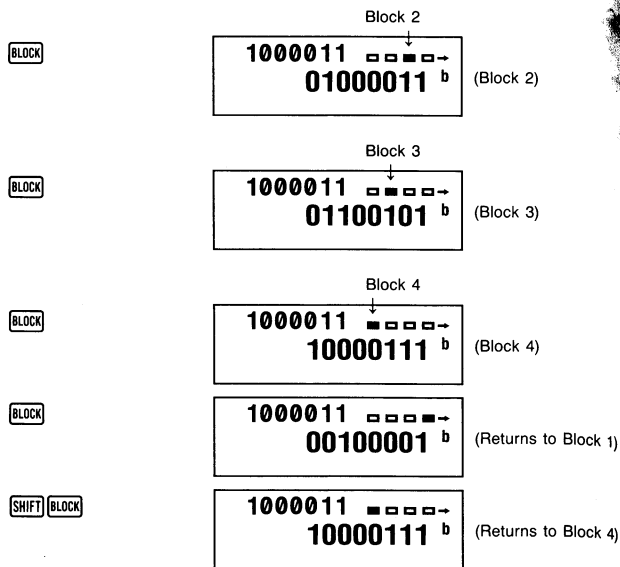 Block 2
BLOCK 1000011 →
01000011 b (Block 2)
Block 3
BLOCK 1000011 →
01100101 b (Block 3)
Block 4
BLOCK 1000011 →
10000111 b (Block 4)
BLOCK 1000011 →
00100001 b (Returns to Block 1)
SHIFT BLOCK 1000011 →
10000111 b (Returns to Block 4)